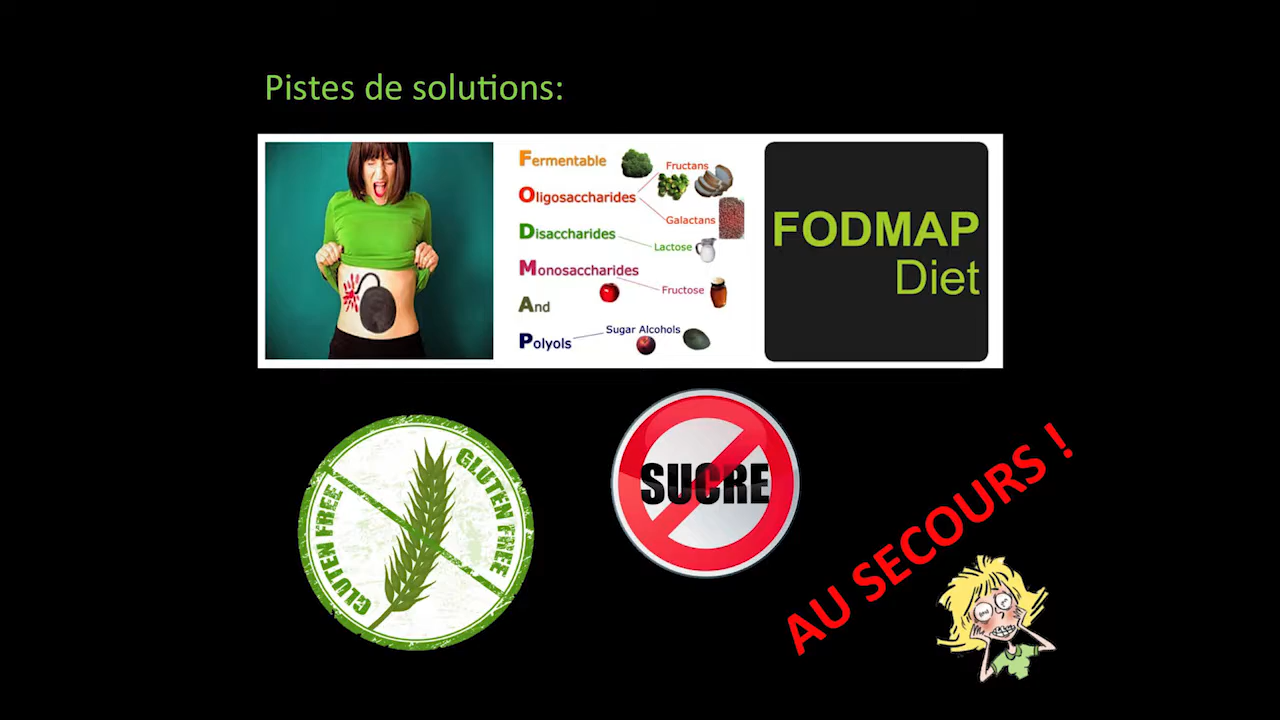 Pistes de solutions:
Fermentable
Oligosaccharides
Disaccharides
Monosaccharides
And
Polyols
Fructans
Galactans
Lactose
Fructose
Sugar Alcohols
FODMAP
Diet
GLUTEN FREE
GLUTEN FREE
SUCRE
AU SECOURS !